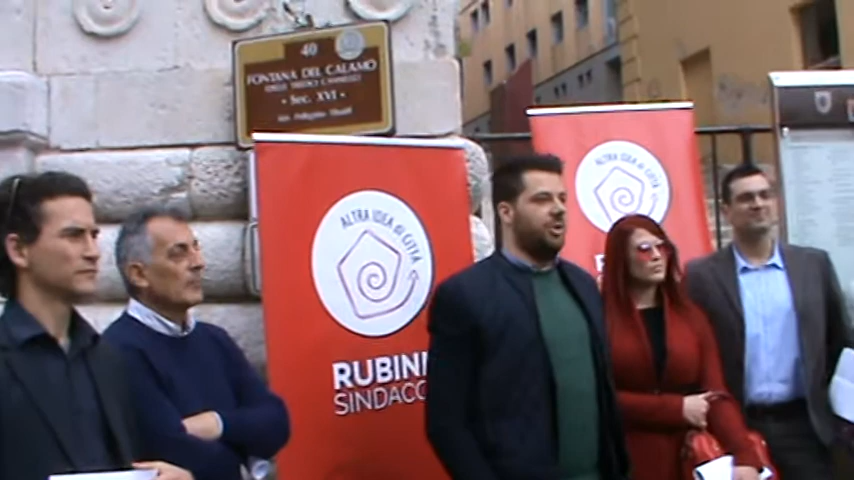 40
FONTANA DEL CALAMO
- Sec. XVI -
ALTRA IDEA di CITTÀ
RUBINI
SINDACO
ALTRA IDEA di CITTÀ